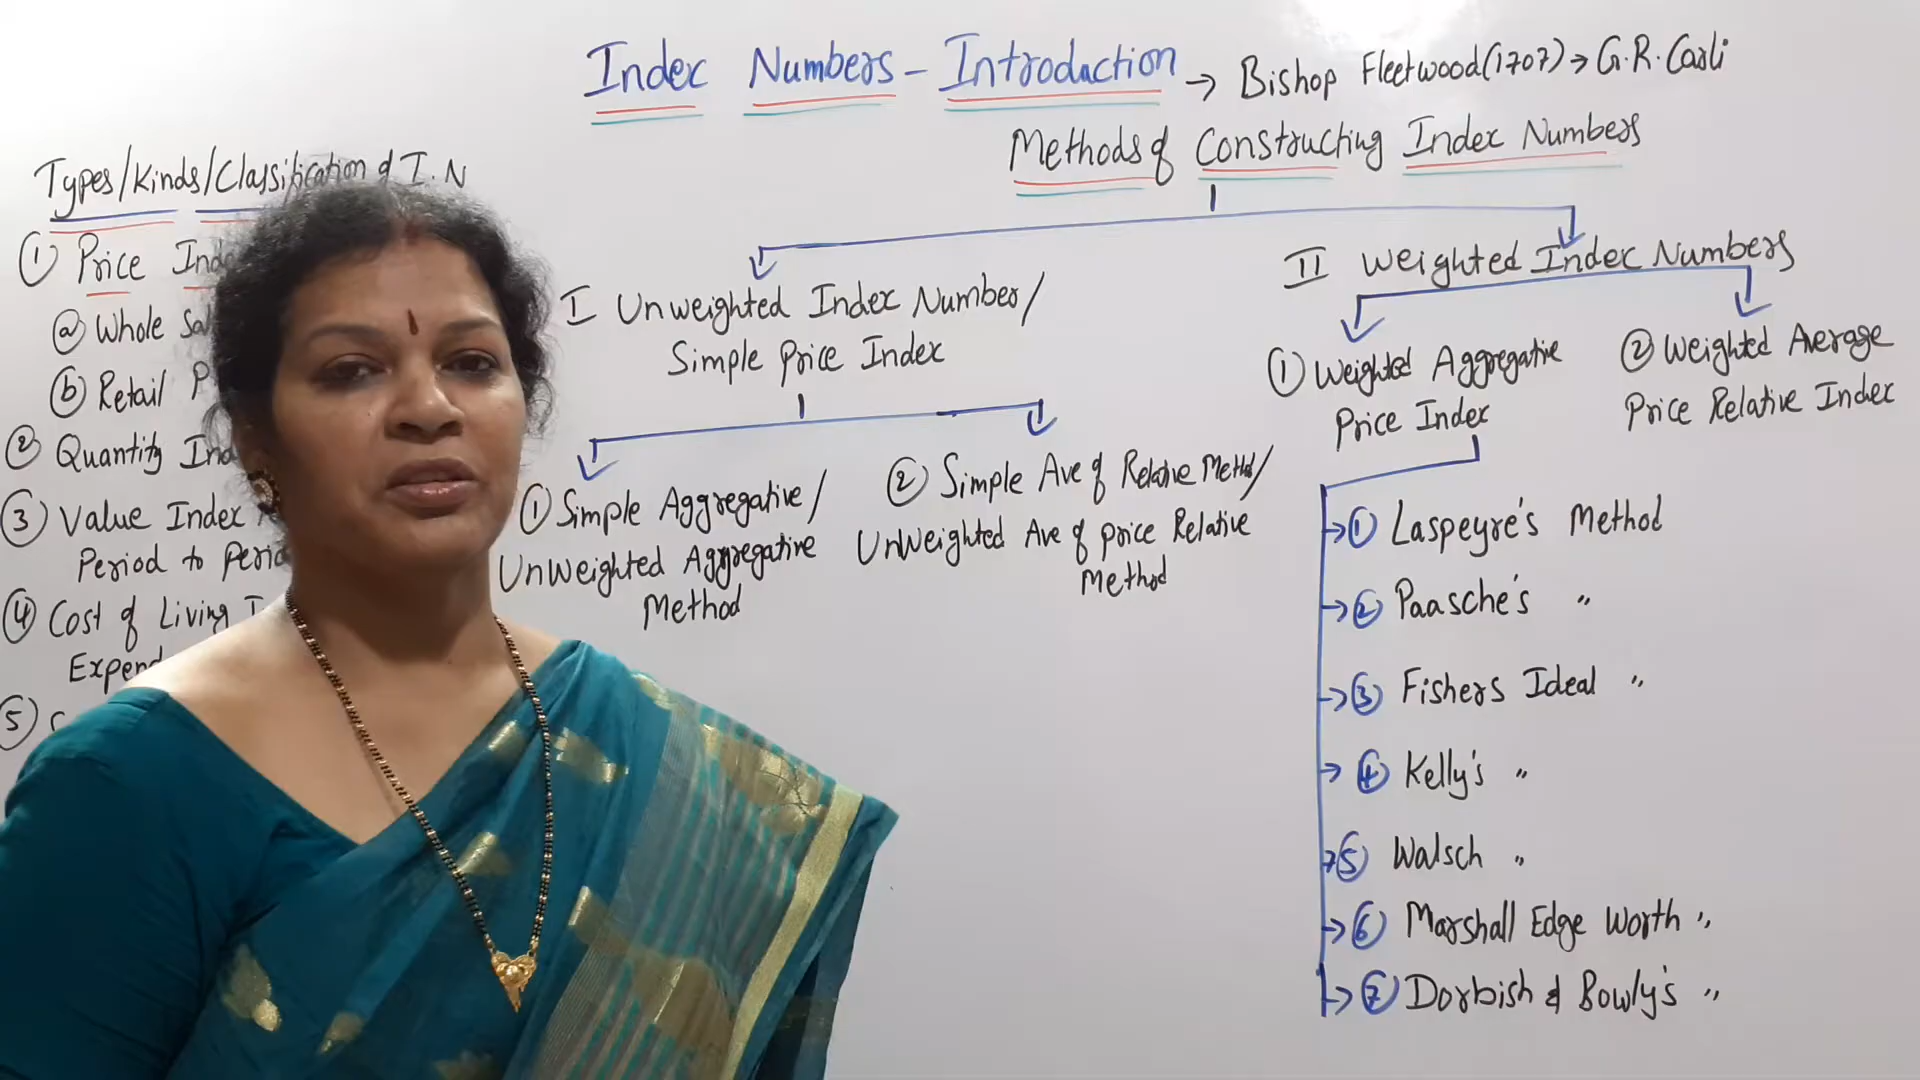 Index Numbers - Introduction → Bishop Fleetwood(1707) → G.R. Carli
Methods of Constructing Index Numbers
Types/Kinds/Classification of I.N
① Price
ⓐ Whole
ⓑ Retail
② Quantity
③ Value Index
Period to
④ Cost of Living
⑤
I Unweighted Index Number/
Simple Price Index
① Simple Aggregative/
UnWeighted Aggregative
Method
② Simple Ave of Relative Method/
UnWeighted Ave of price Relative
Method
II Weighted Index Numbers
① Weighted Aggregative
Price Index
② Weighted Average
Price Relative Index
→ ① Laspeyre's Method
→ ② Paasche's "
→ ③ Fishers Ideal "
→ ④ Kelly's "
→ ⑤ Walsch "
→ ⑥ Marshall Edge Worth "
→ ⑦ Dorbish & Bowly's "